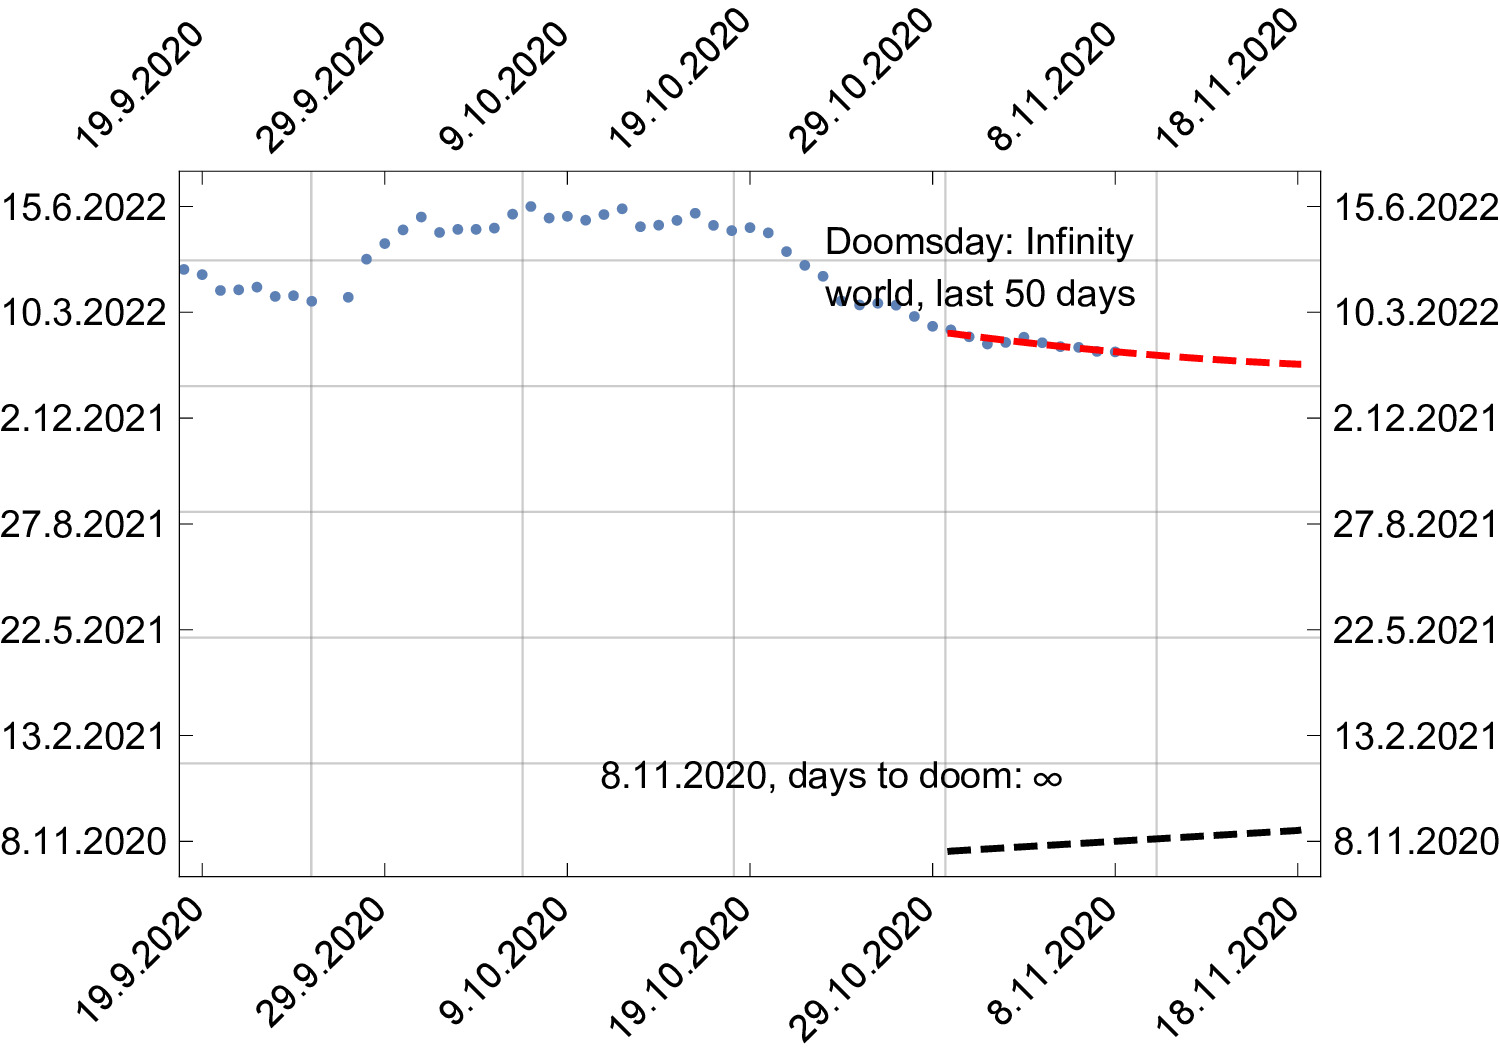 19.9.2020 29.9.2020 9.10.2020 19.10.2020 29.10.2020 8.11.2020 18.11.2020
15.6.2022 15.6.2022
Doomsday: Infinity
world, last 50 days
10.3.2022 10.3.2022
2.12.2021 2.12.2021
27.8.2021 27.8.2021
22.5.2021 22.5.2021
13.2.2021 13.2.2021
8.11.2020, days to doom: ∞
8.11.2020 8.11.2020
19.9.2020 29.9.2020 9.10.2020 19.10.2020 29.10.2020 8.11.2020 18.11.2020